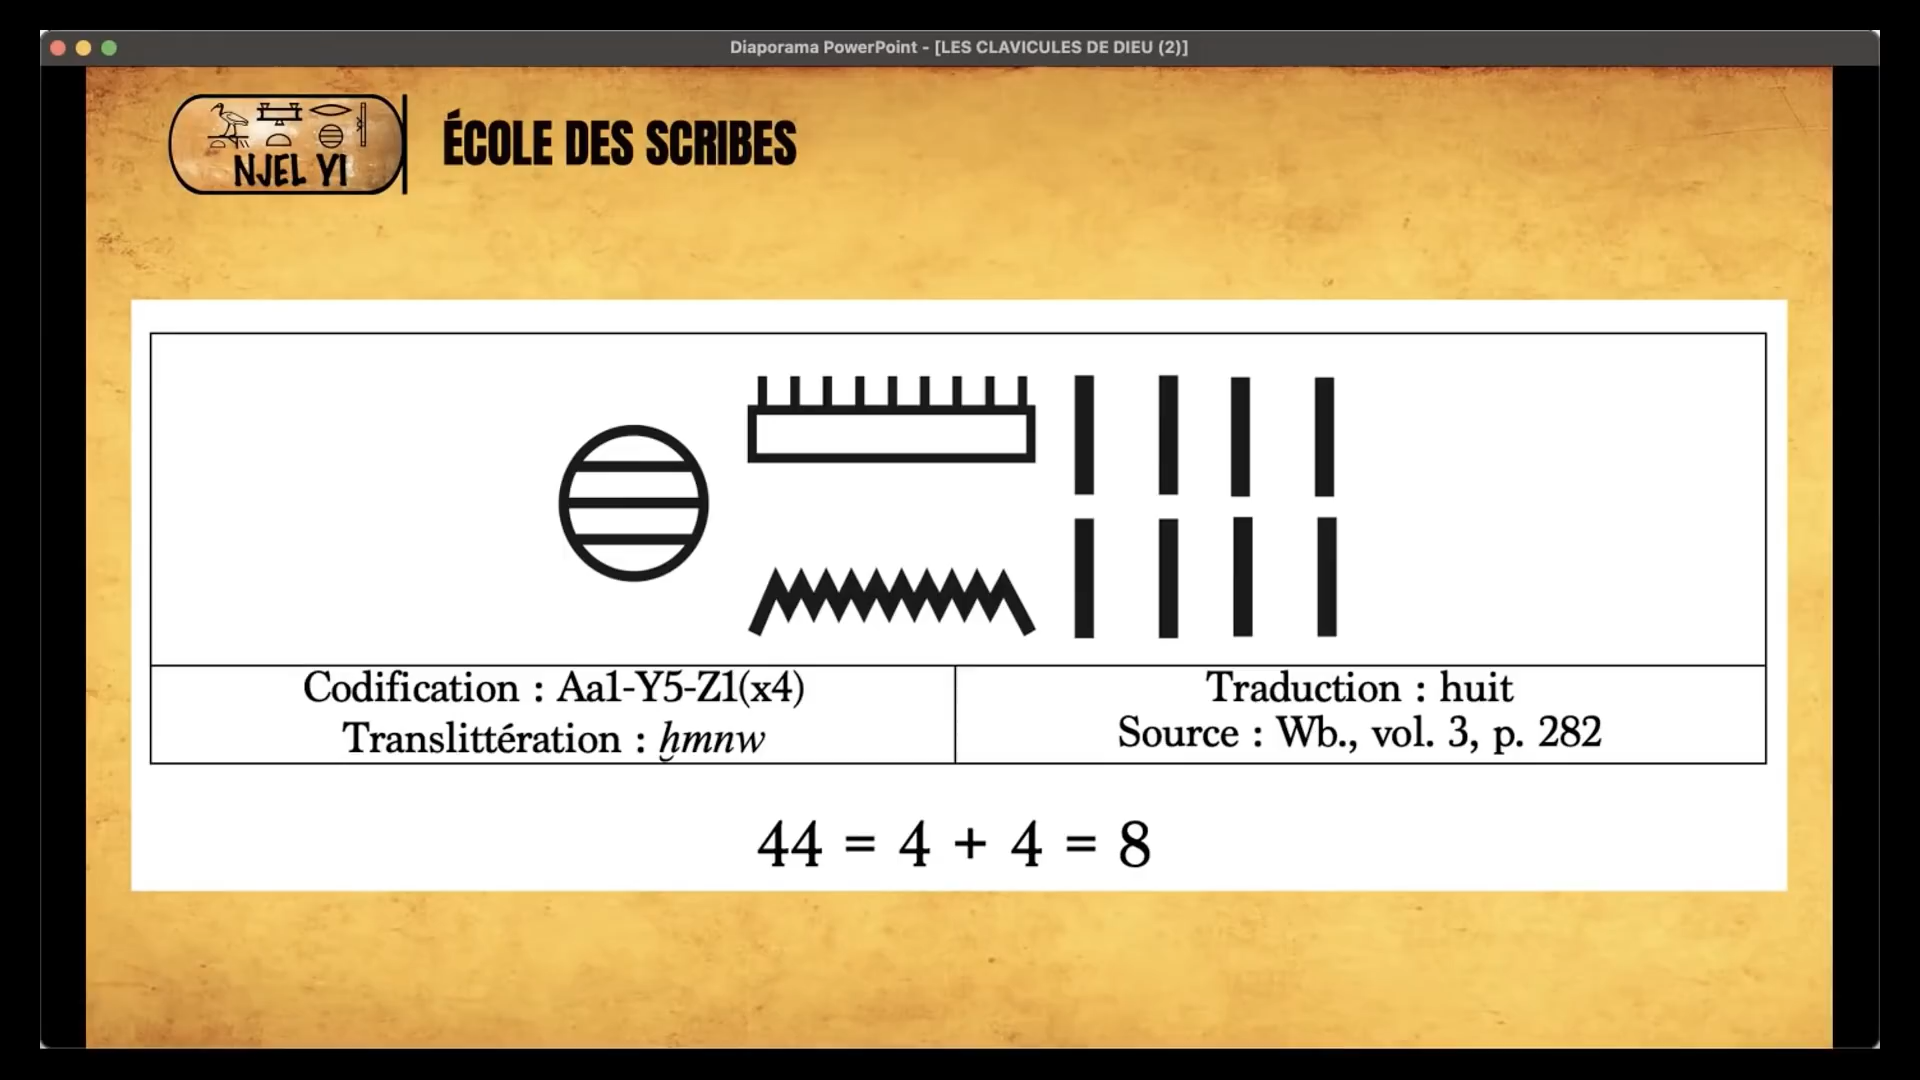 Diaporama PowerPoint - [LES CLAVICULES DE DIEU (2)]
NJEL YI
ÉCOLE DES SCRIBES
Codification : Aa1-Y5-Z1(x4)
Translittération : ḫmnw
Traduction : huit
Source : Wb., vol. 3, p. 282
44 = 4 + 4 = 8